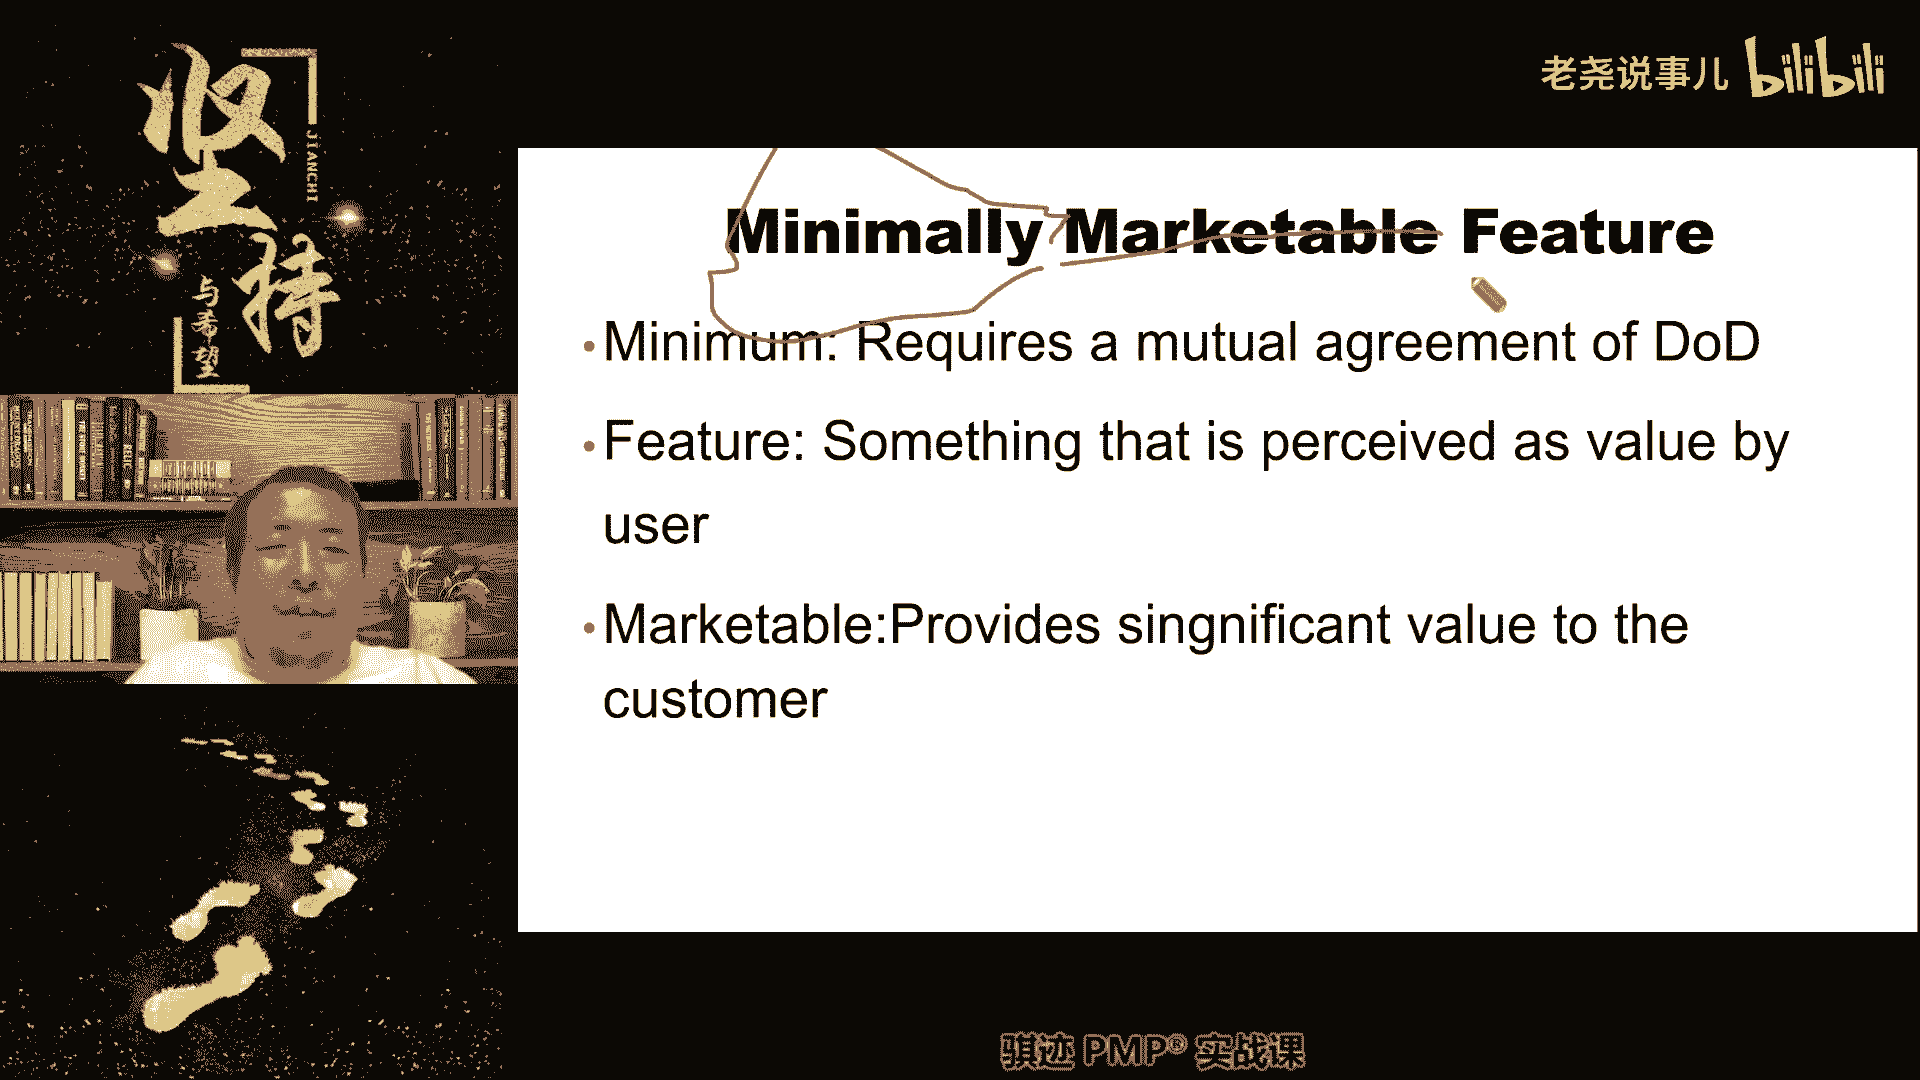 坚持
JIANCHI
与希望
老尧说事儿 bilibili
Minimally Marketable Feature
•Minimum: Requires a mutual agreement of DoD
•Feature: Something that is perceived as value by
user
•Marketable:Provides singnificant value to the
customer
骐迹 PMP® 实战课